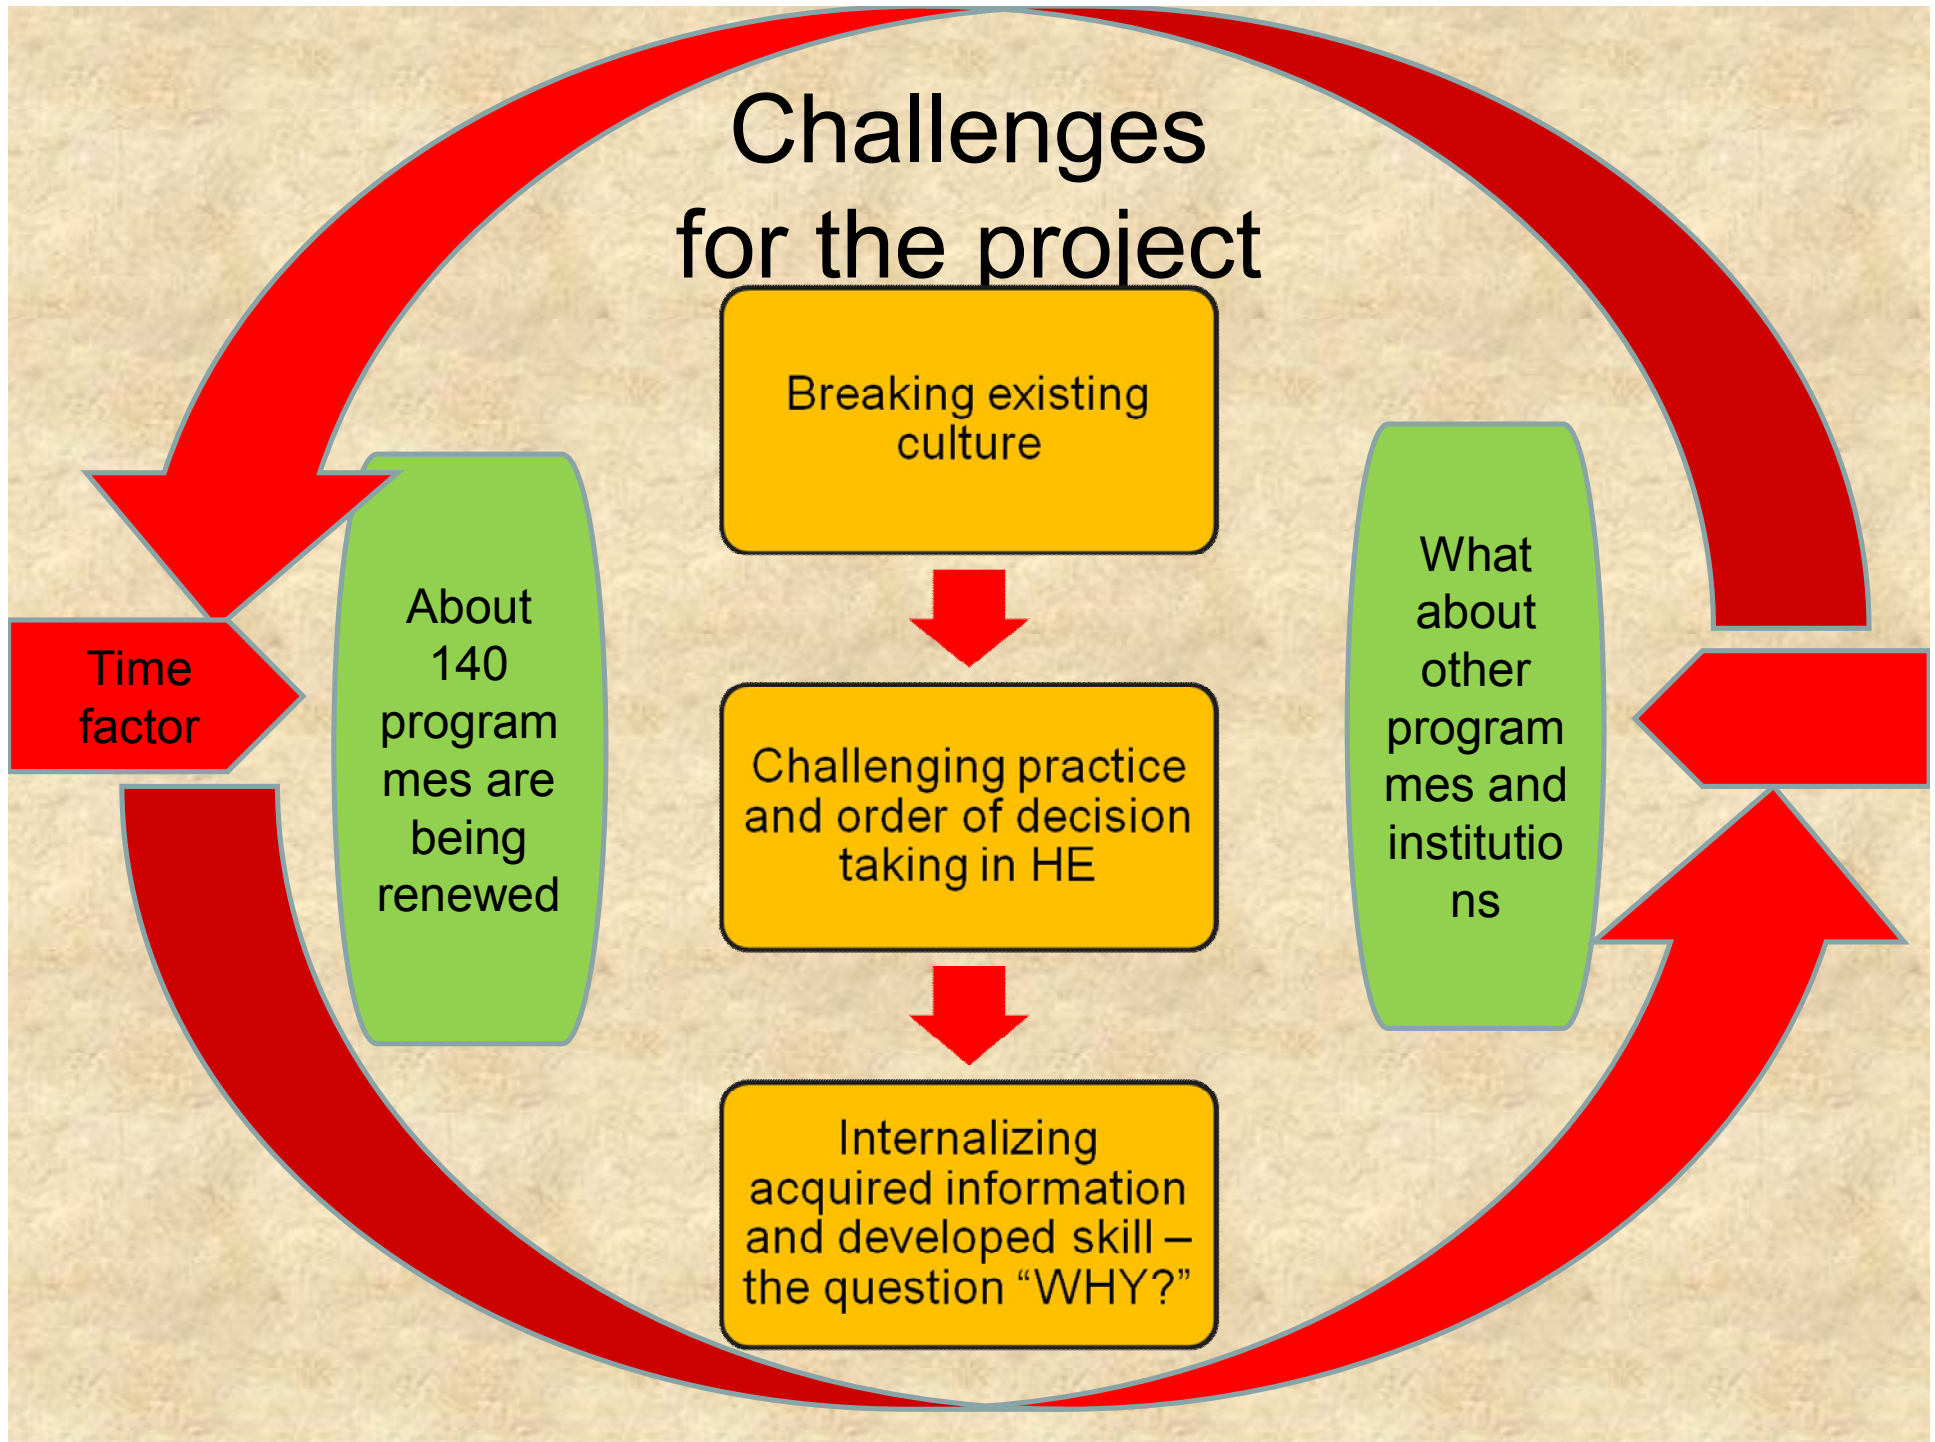 Challenges
for the project
Breaking existing
culture
Time
factor
About
140
program
mes are
being
renewed
Challenging practice
and order of decision
taking in HE
What
about
other
program
mes and
institutio
ns
Internalizing
acquired information
and developed skill –
the question “WHY?”